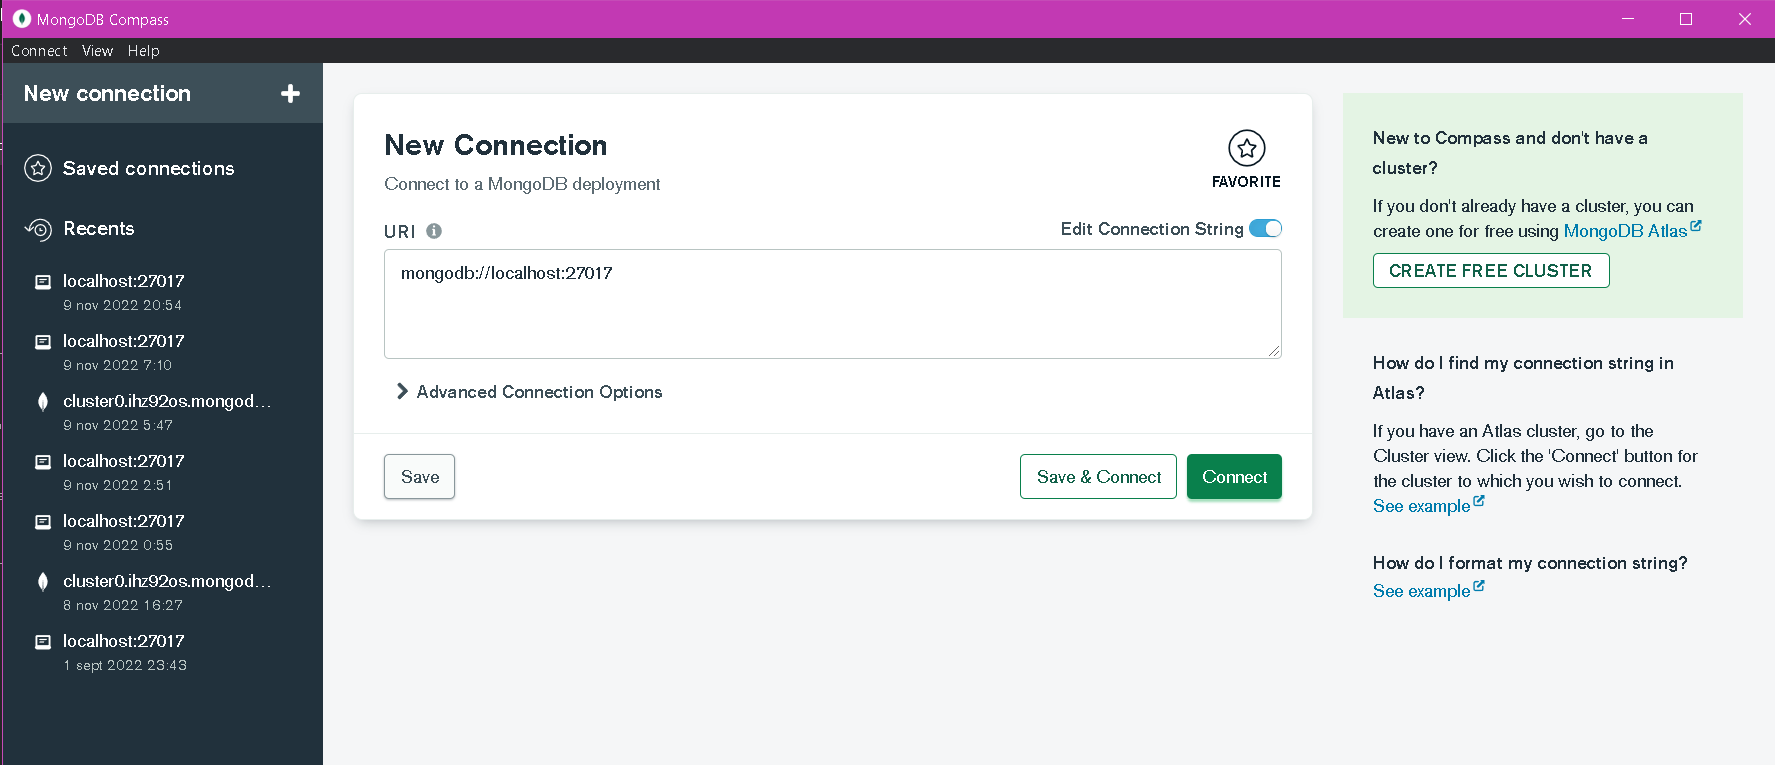 MongoDB Compass
Connect View Help
New connection
Saved connections
Recents
localhost:27017
9 nov 2022 20:54
localhost:27017
9 nov 2022 7:10
cluster0.ihz92os.mongod...
9 nov 2022 5:47
localhost:27017
9 nov 2022 2:51
localhost:27017
9 nov 2022 0:55
cluster0.ihz92os.mongod...
8 nov 2022 16:27
localhost:27017
1 sept 2022 23:43
New Connection
Connect to a MongoDB deployment
FAVORITE
URI
Edit Connection String
mongodb://localhost:27017
Advanced Connection Options
Save
Save & Connect
Connect
New to Compass and don't have a
cluster?
If you don't already have a cluster, you can
create one for free using MongoDB Atlas
CREATE FREE CLUSTER
How do I find my connection string in
Atlas?
If you have an Atlas cluster, go to the
Cluster view. Click the 'Connect' button for
the cluster to which you wish to connect.
See example
How do I format my connection string?
See example